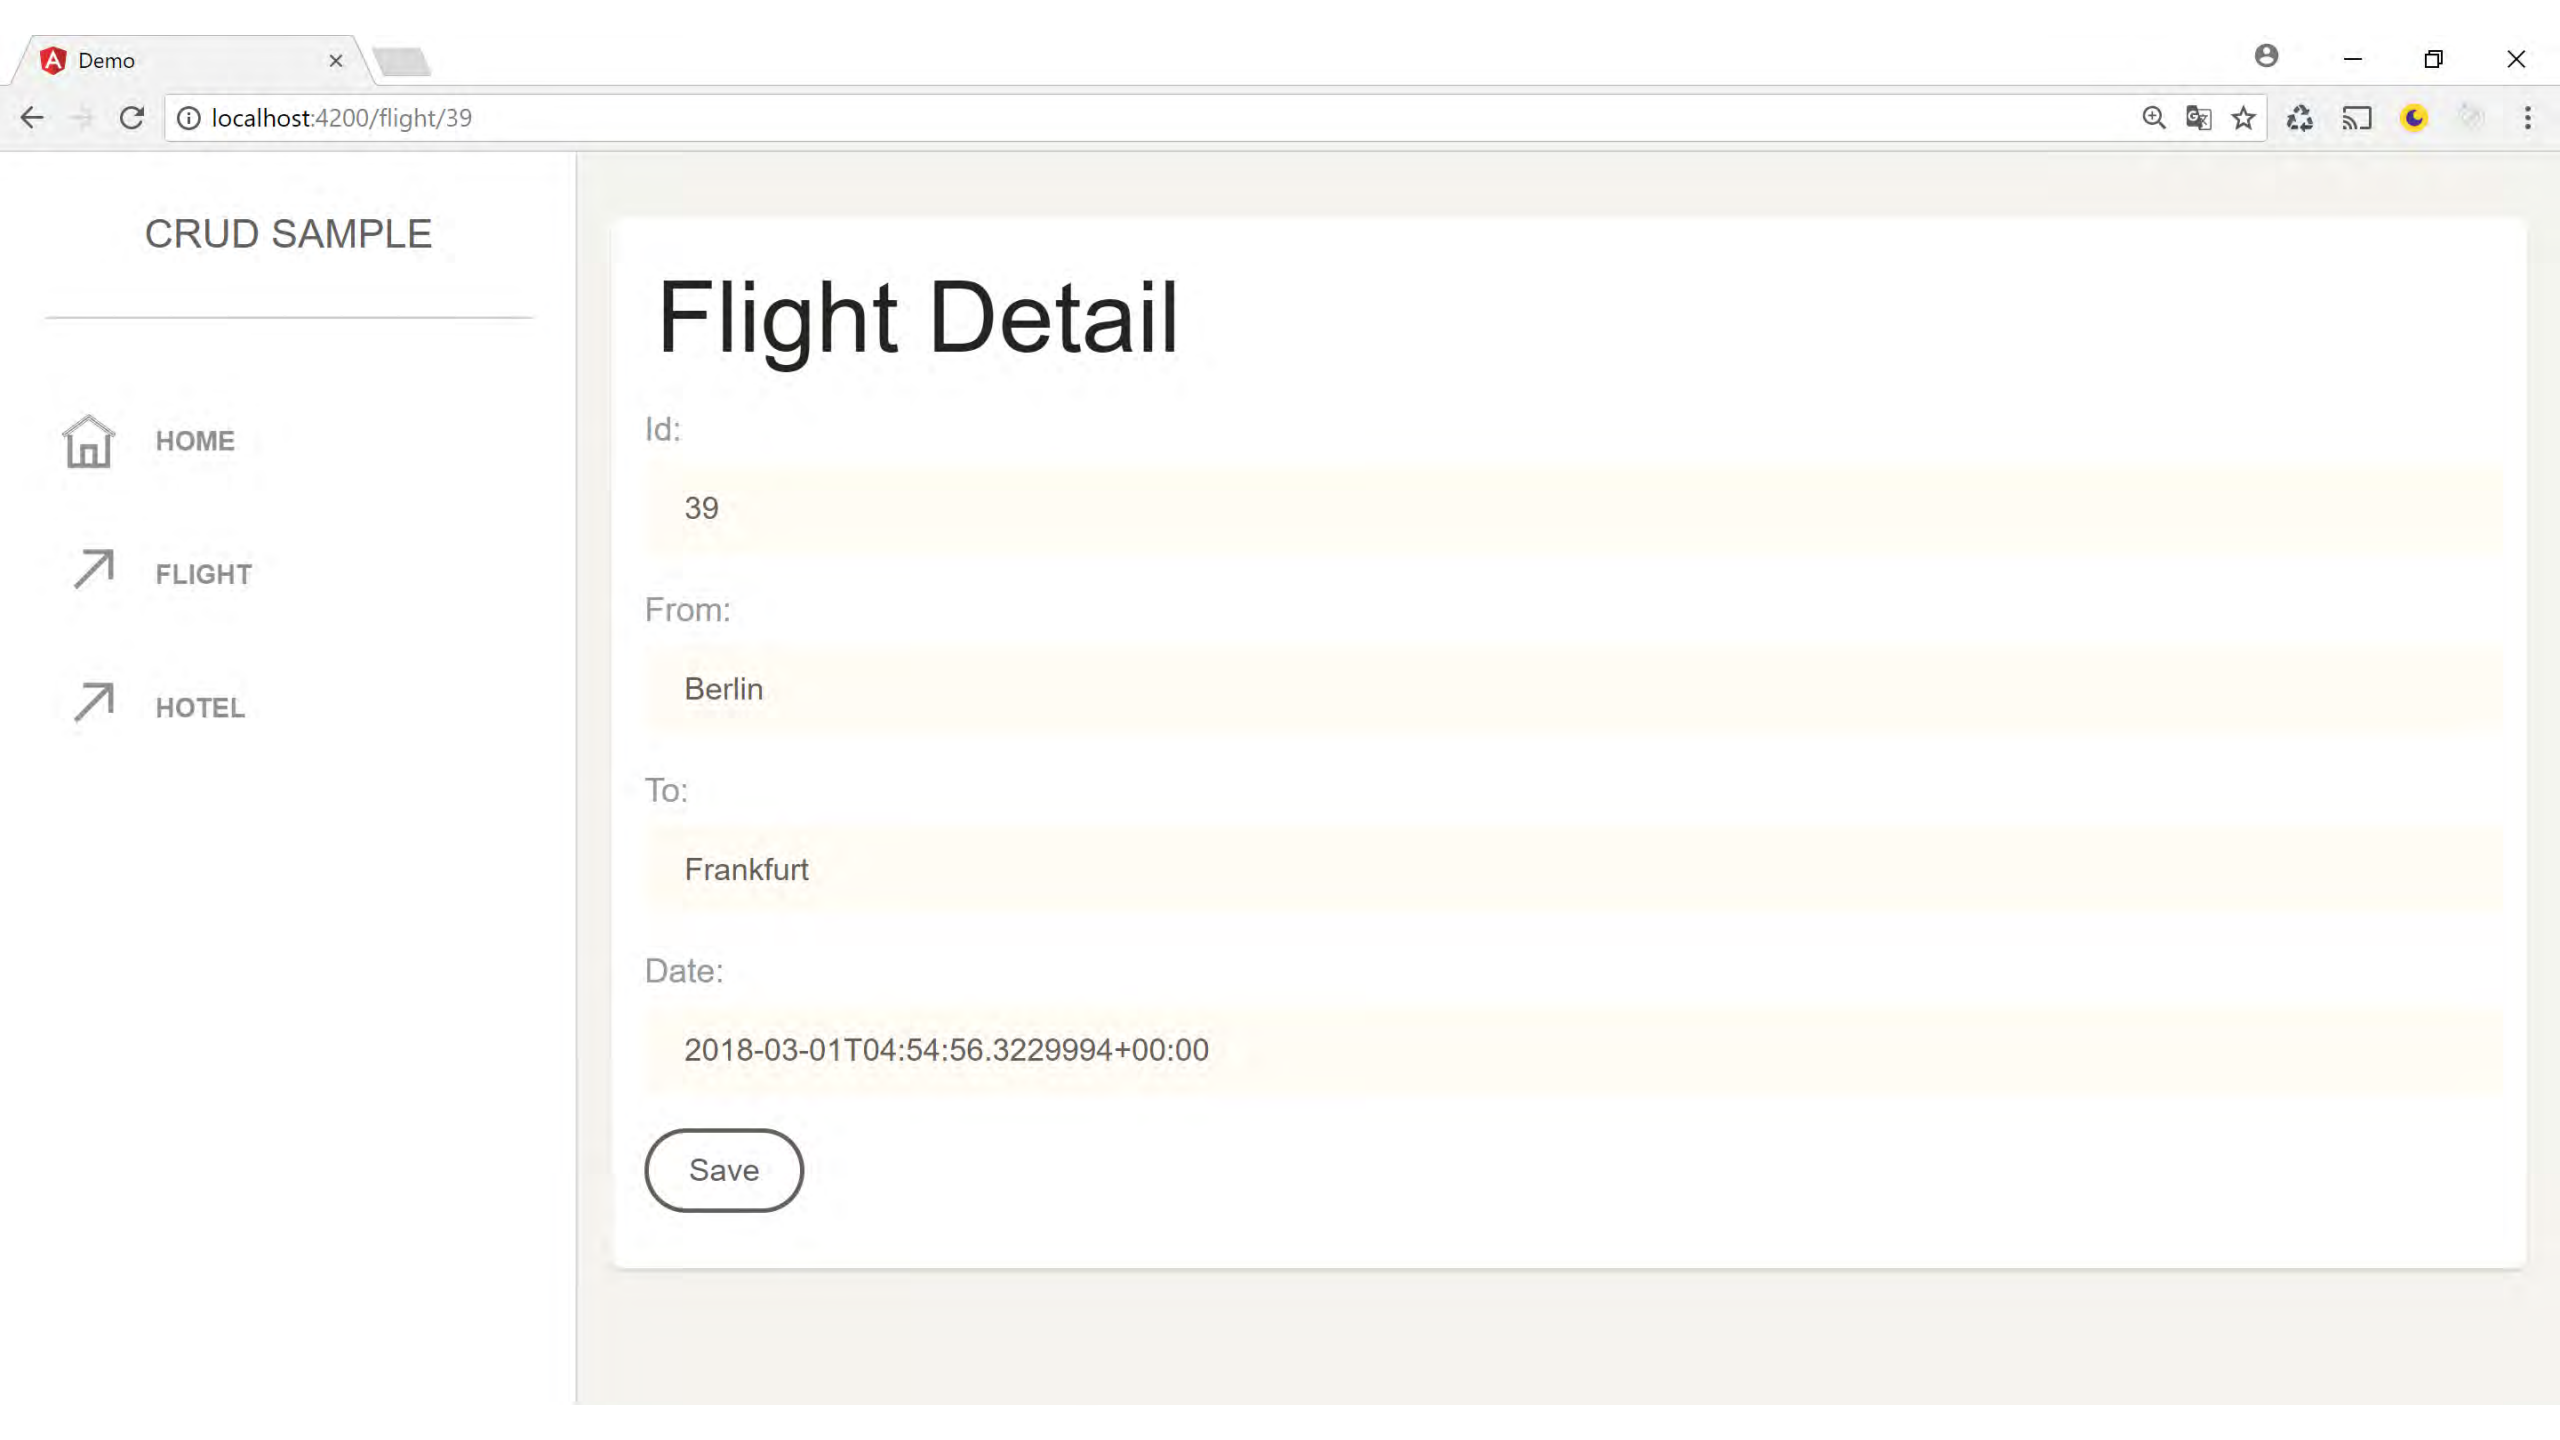 Demo
localhost:4200/flight/39
CRUD SAMPLE
HOME
FLIGHT
HOTEL
Flight Detail
Id:
39
From:
Berlin
To:
Frankfurt
Date:
2018-03-01T04:54:56.3229994+00:00
Save